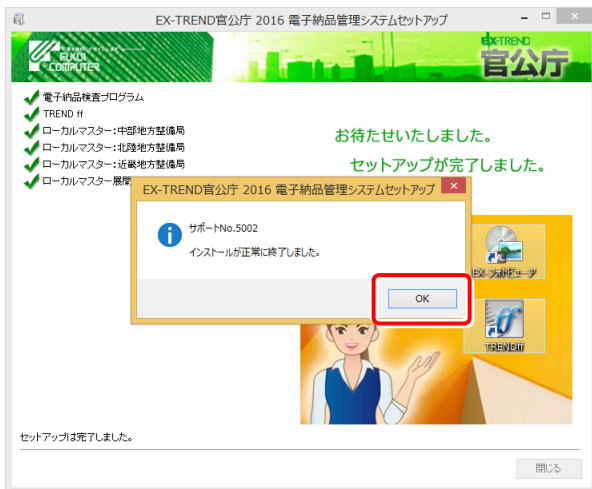 EX-TREND官公庁 2016 電子納品管理システムセットアップ
FUKUI
COMPUTER
EX-TREND
官公庁
電子納品検査プログラム
TREND ff
ローカルマスター:中部地方整備局
ローカルマスター:北陸地方整備局
ローカルマスター:近畿地方整備局
ローカルマスター展開
お待たせいたしました。
セットアップが完了しました。
EX-TREND官公庁 2016 電子納品管理システムセットアップ
サポートNo.5002
インストールが正常に終了しました。
OK
EX-フォトビューア
TRENDff
セットアップは完了しました。
閉じる